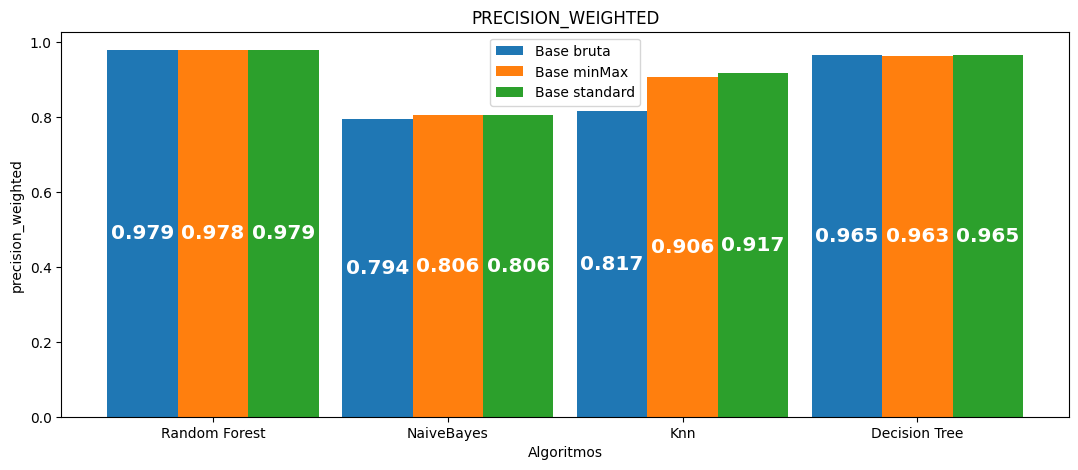 PRECISION_WEIGHTED
Base bruta
Base minMax
Base standard
precision_weighted
1.0
0.8
0.6
0.4
0.2
0.0
0.979 0.978 0.979
0.794 0.806 0.806
0.817 0.906 0.917
0.965 0.963 0.965
Random Forest NaiveBayes Knn Decision Tree
Algoritmos